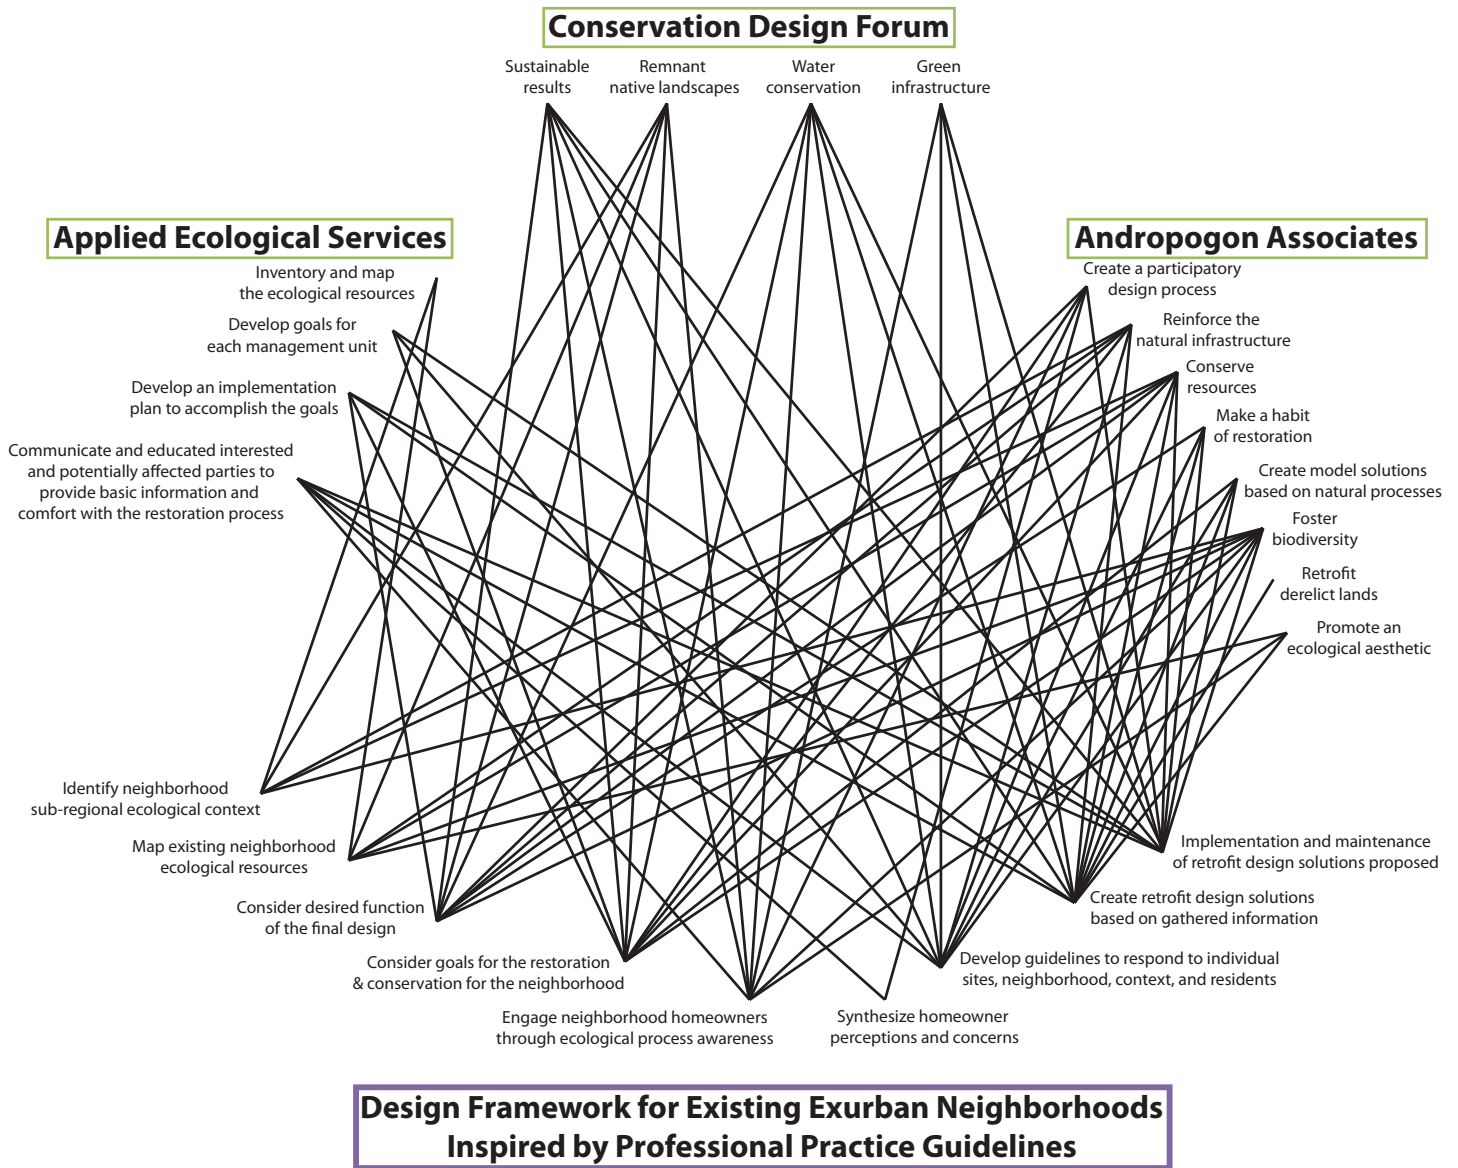 Conservation Design Forum
Sustainable
results
Remnant
native landscapes
Water
conservation
Green
infrastructure
Applied Ecological Services
Inventory and map
the ecological resources
Develop goals for
each management unit
Develop an implementation
plan to accomplish the goals
Communicate and educated interested
and potentially affected parties to
provide basic information and
comfort with the restoration process
Andropogon Associates
Create a participatory
design process
Reinforce the
natural infrastructure
Conserve
resources
Make a habit
of restoration
Create model solutions
based on natural processes
Foster
biodiversity
Retrofit
derelict lands
Promote an
ecological aesthetic
Identify neighborhood
sub-regional ecological context
Map existing neighborhood
ecological resources
Consider desired function
of the final design
Consider goals for the restoration
& conservation for the neighborhood
Engage neighborhood homeowners
through ecological process awareness
Synthesize homeowner
perceptions and concerns
Develop guidelines to respond to individual
sites, neighborhood, context, and residents
Create retrofit design solutions
based on gathered information
Implementation and maintenance
of retrofit design solutions proposed
Design Framework for Existing Exurban Neighborhoods
Inspired by Professional Practice Guidelines